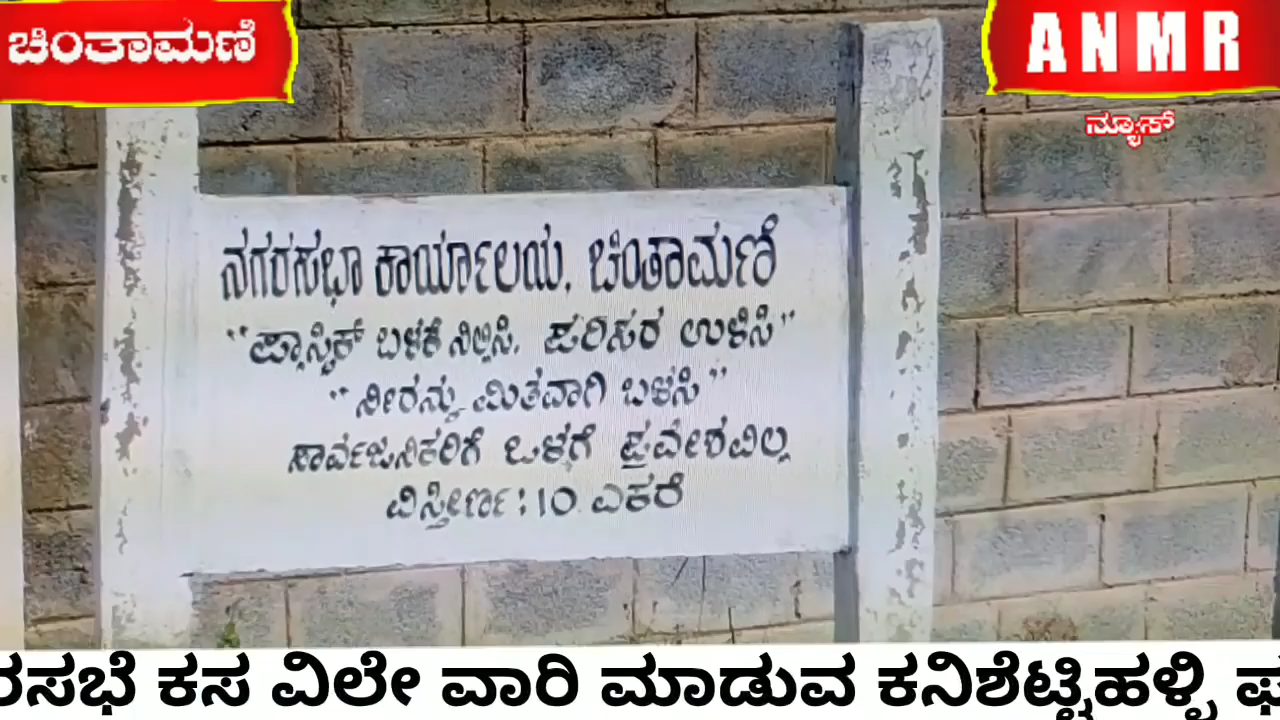 ಚಿಂತಾಮಣಿ
ANMR
ನ್ಯೂಸ್
ನಗರಸಭಾ ಕಾರ್ಯಾಲಯ, ಚಿಂತಾಮಣಿ
"ಪ್ಲಾಸ್ಟಿಕ್ ಬಳಕೆ ನಿಲ್ಲಿಸಿ, ಪರಿಸರ ಉಳಿಸಿ"
"ನೀರನ್ನು ಮಿತವಾಗಿ ಬಳಸಿ"
ಸಾರ್ವಜನಿಕರಿಗೆ ಒಳಗೆ ಪ್ರವೇಶವಿಲ್ಲ
ವಿಸ್ತೀರ್ಣ : 10 ಎಕರೆ
ರಸಭೆ ಕಸ ವಿಲೇ ವಾರಿ ಮಾಡುವ ಕನಿಶೆಟ್ಟಿಹಳ್ಳಿ ಘ